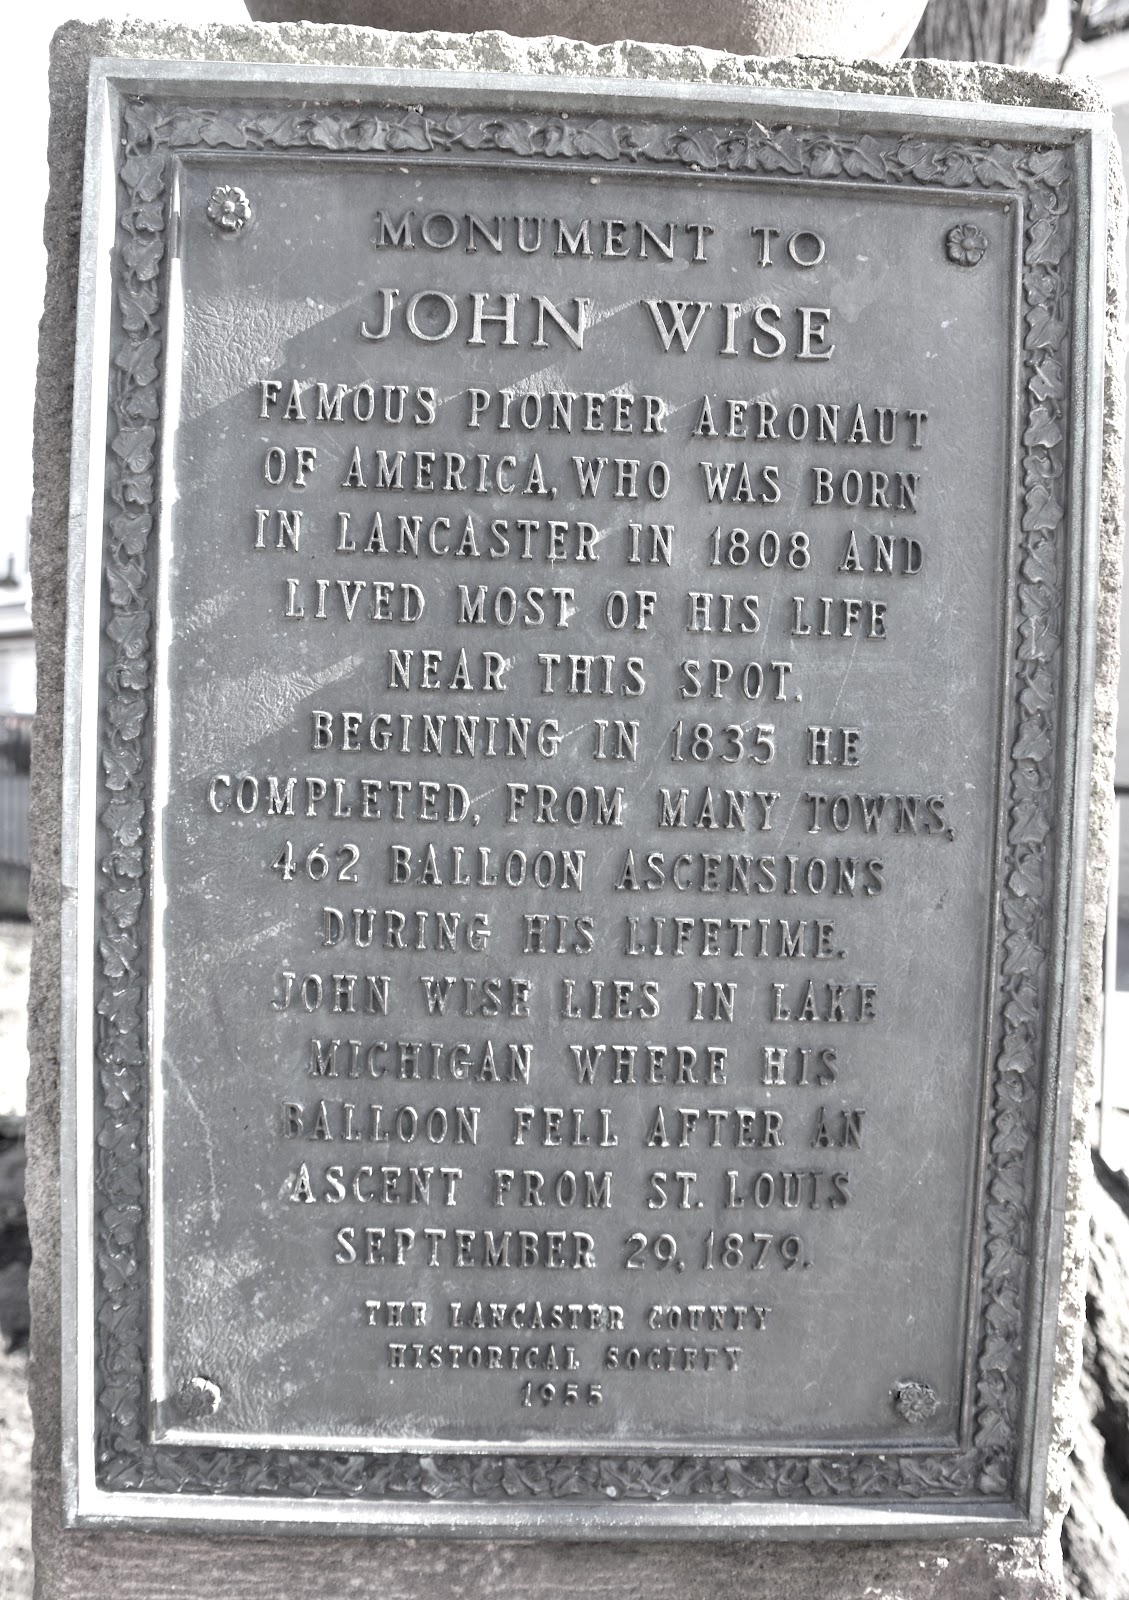 MONUMENT TO
JOHN WISE
FAMOUS PIONEER AERONAUT
OF AMERICA, WHO WAS BORN
IN LANCASTER IN 1808 AND
LIVED MOST OF HIS LIFE
NEAR THIS SPOT.
BEGINNING IN 1835 HE
COMPLETED, FROM MANY TOWNS,
462 BALLOON ASCENSIONS
DURING HIS LIFETIME.
JOHN WISE LIES IN LAKE
MICHIGAN WHERE HIS
BALLOON FELL AFTER AN
ASCENT FROM ST. LOUIS
SEPTEMBER 29, 1879.
THE LANCASTER COUNTY
HISTORICAL SOCIETY
1955